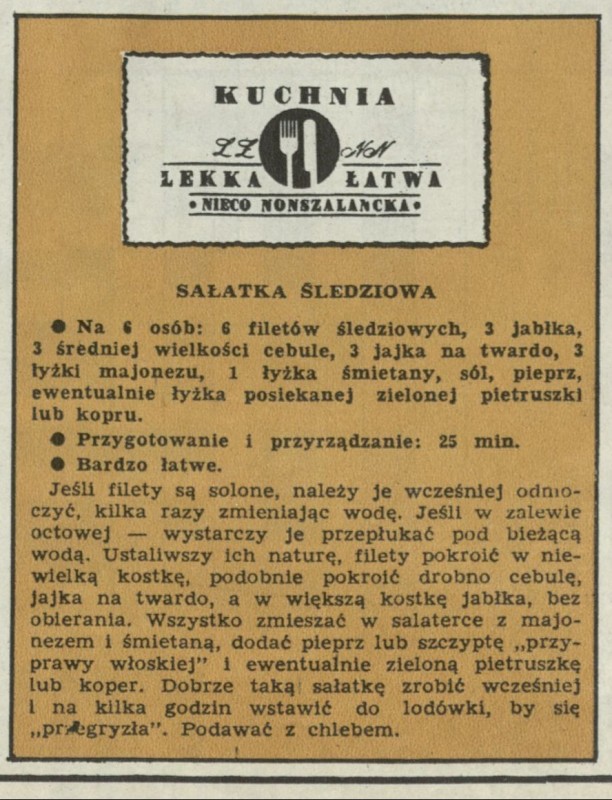 KUCHNIA
LEKKA ŁATWA
• NIECO NONSZALANCKA •
SAŁATKA ŚLEDZIOWA
● Na 6 osób: 6 filetów śledziowych, 3 jabłka,
3 średniej wielkości cebule, 3 jajka na twardo, 3
łyżki majonezu, 1 łyżka śmietany, sól, pieprz,
ewentualnie łyżka posiekanej zielonej pietruszki
lub kopru.
● Przygotowanie i przyrządzanie: 25 min.
● Bardzo łatwe.
Jeśli filety są solone, należy je wcześniej odmo-
czyć, kilka razy zmieniając wodę. Jeśli w zalewie
octowej — wystarczy je przepłukać pod bieżącą
wodą. Ustaliwszy ich naturę, filety pokroić w nie-
wielką kostkę, podobnie pokroić drobno cebulę,
jajka na twardo, a w większą kostkę jabłka, bez
obierania. Wszystko zmieszać w salaterce z majo-
nezem i śmietaną, dodać pieprz lub szczyptę „przy-
prawy włoskiej” i ewentualnie zieloną pietruszkę
lub koper. Dobrze taką sałatkę zrobić wcześniej
i na kilka godzin wstawić do lodówki, by się
„przegryzła”. Podawać z chlebem.